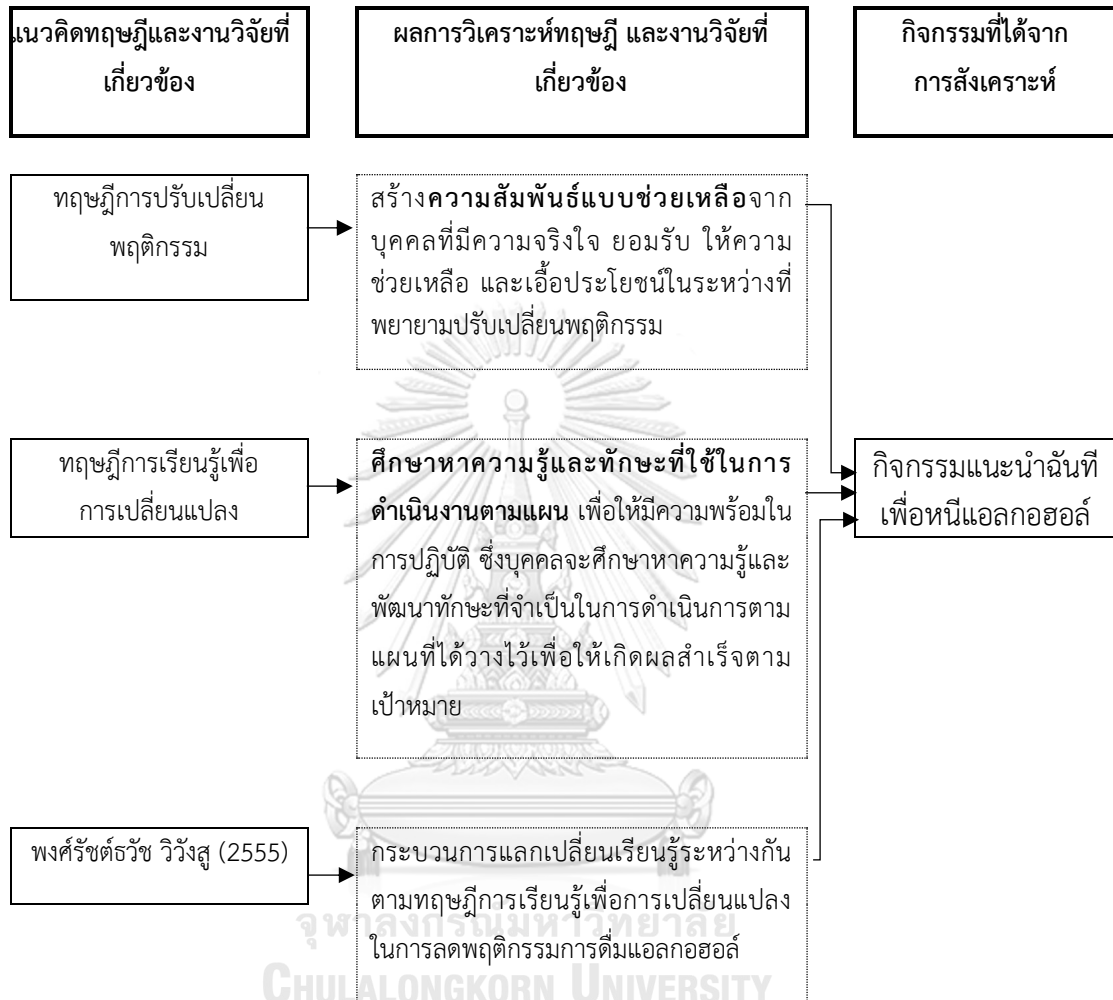 แนวคิดทฤษฎีและงานวิจัยที่
เกี่ยวข้อง
ผลการวิเคราะห์ทฤษฎี และงานวิจัยที่
เกี่ยวข้อง
กิจกรรมที่ได้จาก
การสังเคราะห์
ทฤษฎีการปรับเปลี่ยน
พฤติกรรม
สร้างความสัมพันธ์แบบช่วยเหลือจาก
บุคคลที่มีความจริงใจ ยอมรับ ให้ความ
ช่วยเหลือ และเอื้อประโยชน์ในระหว่างที่
พยายามปรับเปลี่ยนพฤติกรรม
ทฤษฎีการเรียนรู้เพื่อ
การเปลี่ยนแปลง
ศึกษาหาความรู้และทักษะที่ใช้ในการ
ดำเนินงานตามแผน เพื่อให้มีความพร้อมใน
การปฏิบัติ ซึ่งบุคคลจะศึกษาหาความรู้และ
พัฒนาทักษะที่จำเป็นในการดำเนินการตาม
แผนที่ได้วางไว้เพื่อให้เกิดผลสำเร็จตาม
เป้าหมาย
กิจกรรมแนะนำฉันที
เพื่อหนีแอลกอฮอล์
พงศ์รัชต์ธวัช วิวังสู (2555)
กระบวนการแลกเปลี่ยนเรียนรู้ระหว่างกัน
ตามทฤษฎีการเรียนรู้เพื่อการเปลี่ยนแปลง
ในการลดพฤติกรรมการดื่มแอลกอฮอล์
จุฬาลงกรณ์มหาวิทยาลัย
CHULALONGKORN UNIVERSITY